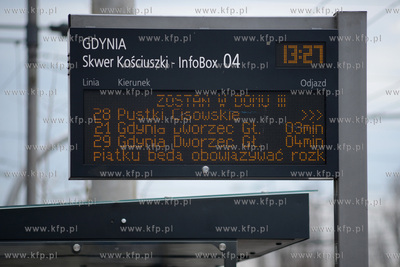 GDYNIA
Skwer Kościuszki - InfoBox 04
13:27
Linia Kierunek Odjazd
ZOSTAŃ W DOMU !!!
28 Pustki Cisowskie >>>
21 Gdynia Dworzec Gł. 03min
29 Gdynia Dworzec Gł. 04min
piątku będą obowiązywać rozk
www.kfp.pl